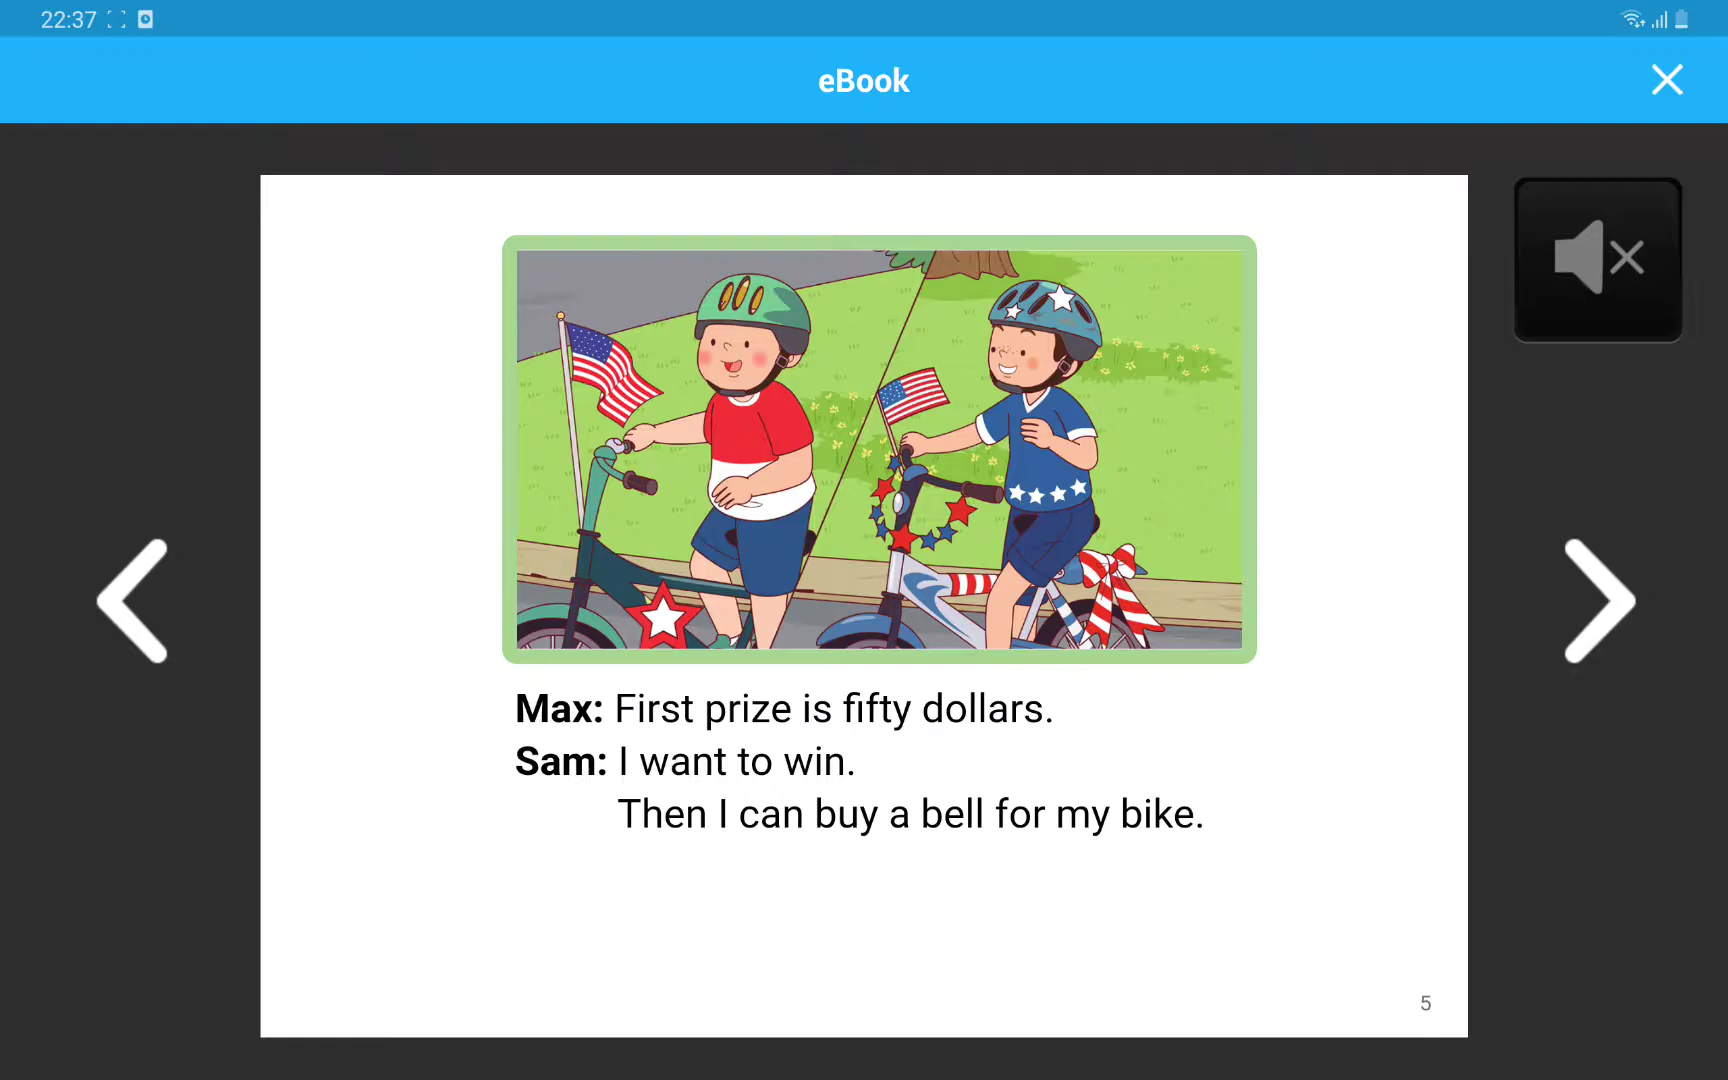 22:37
eBook
Max: First prize is fifty dollars.
Sam: I want to win.
Then I can buy a bell for my bike.
5